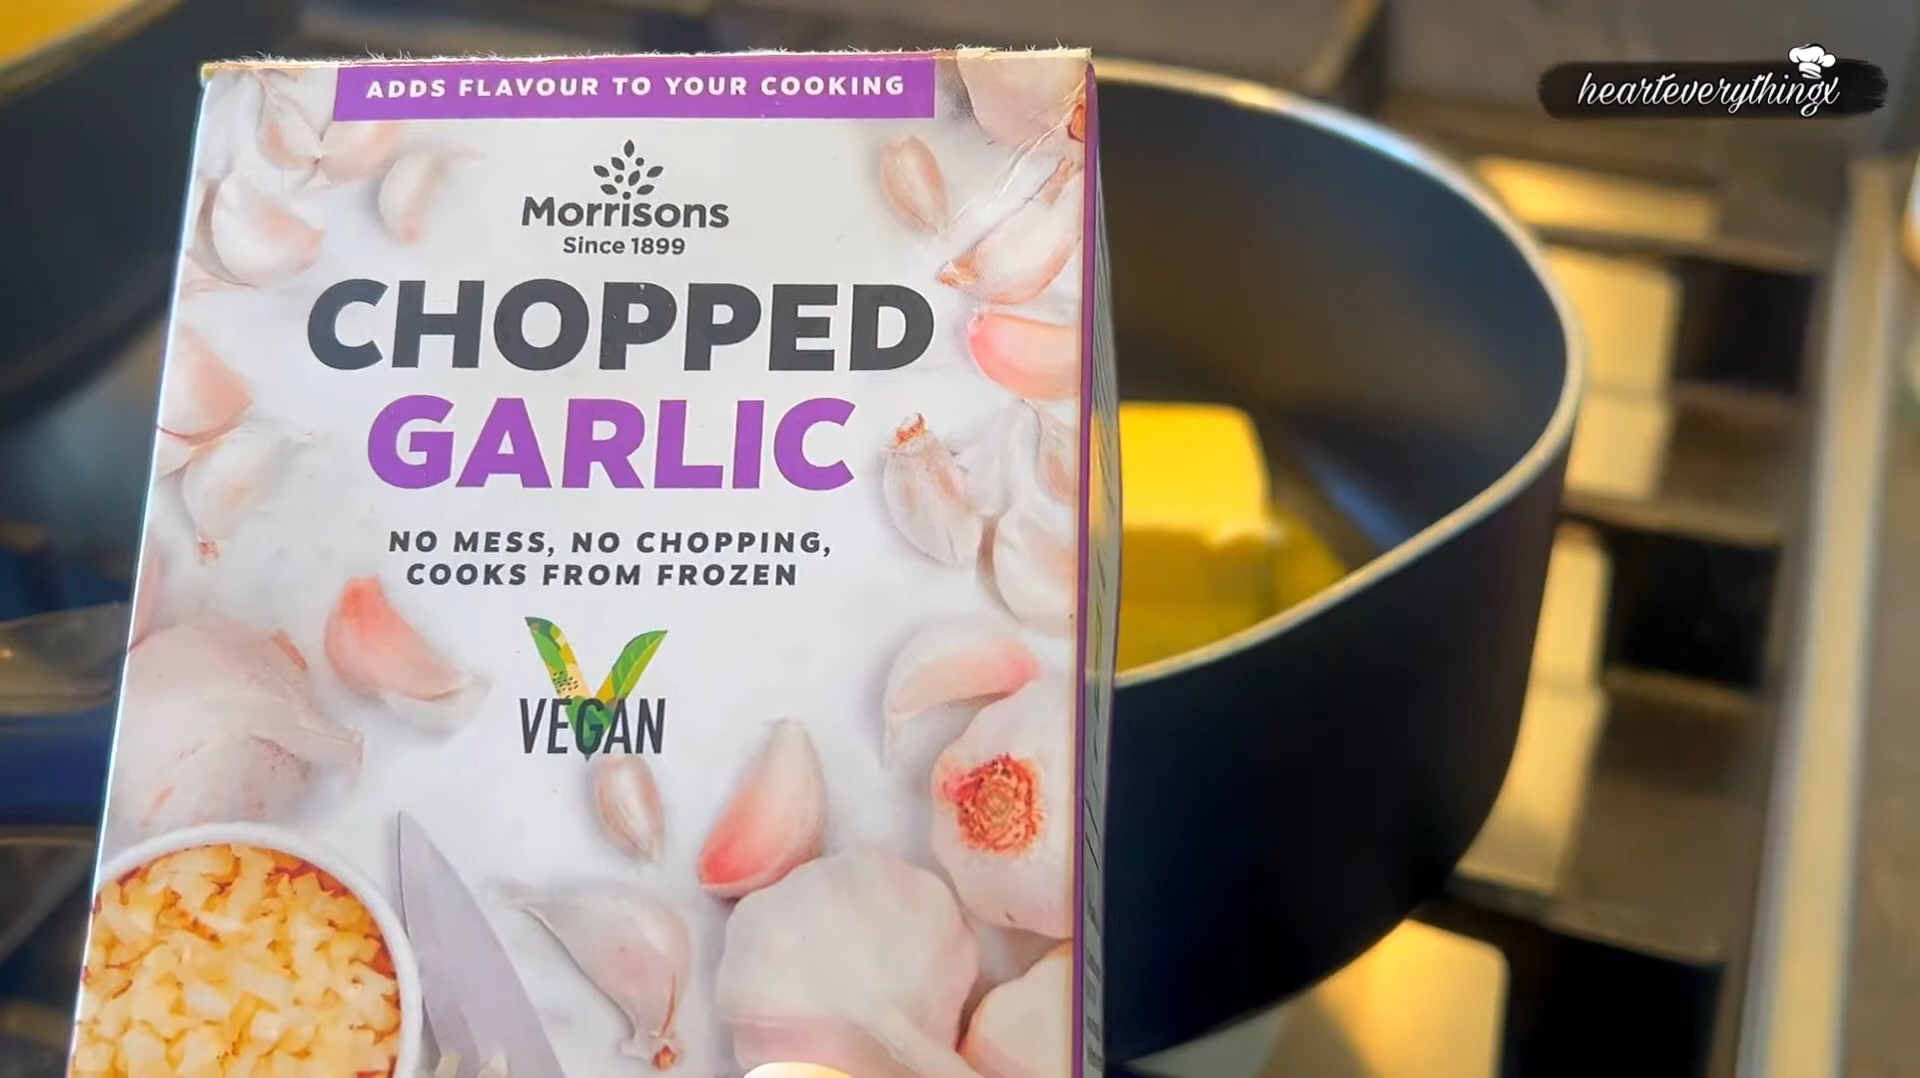 ADDS FLAVOUR TO YOUR COOKING
Morrisons
Since 1899
CHOPPED
GARLIC
NO MESS, NO CHOPPING,
COOKS FROM FROZEN
VEGAN
hearteverythingx